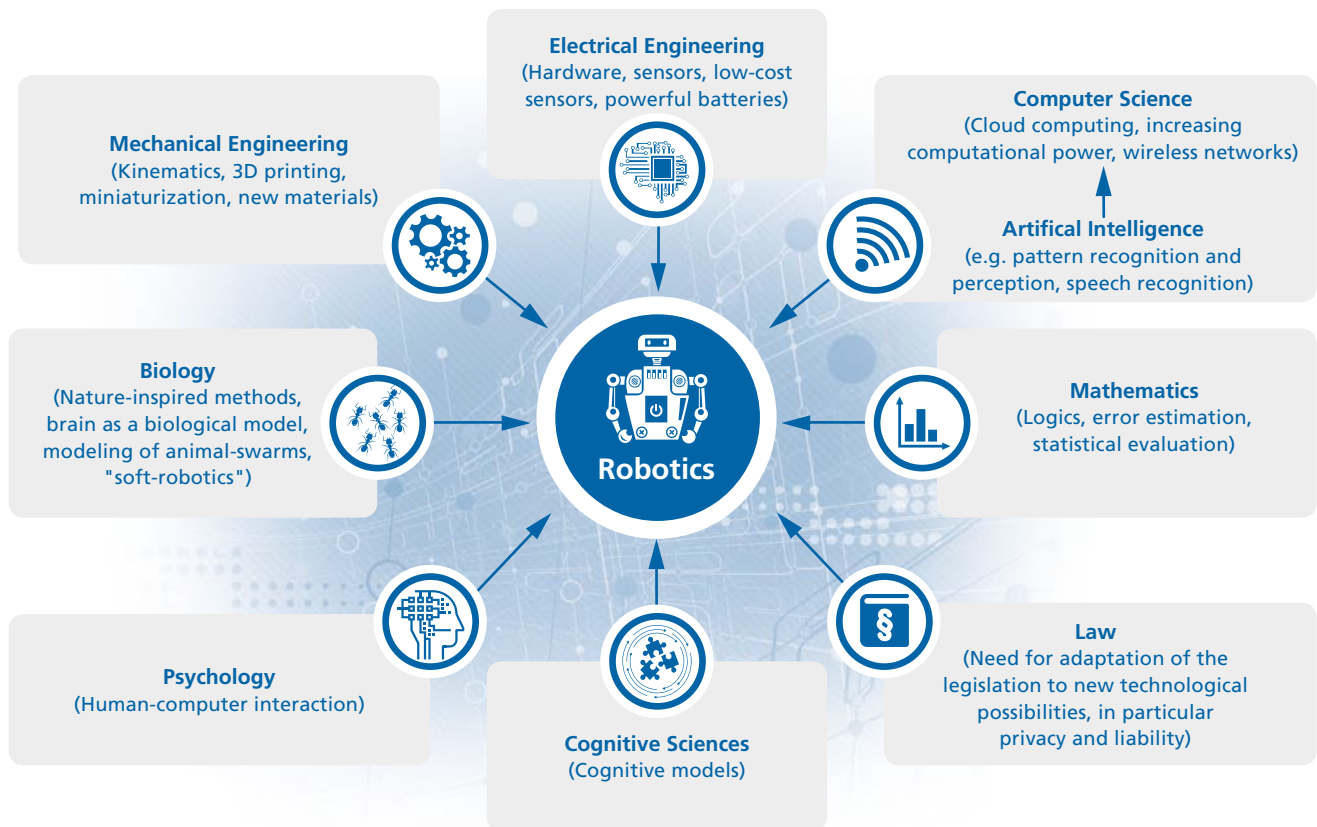 Electrical Engineering
(Hardware, sensors, low-cost
sensors, powerful batteries)
Mechanical Engineering
(Kinematics, 3D printing,
miniaturization, new materials)
Computer Science
(Cloud computing, increasing
computational power, wireless networks)
Artifical Intelligence
(e.g. pattern recognition and
perception, speech recognition)
Biology
(Nature-inspired methods,
brain as a biological model,
modeling of animal-swarms,
"soft-robotics")
Robotics
Mathematics
(Logics, error estimation,
statistical evaluation)
Psychology
(Human-computer interaction)
Cognitive Sciences
(Cognitive models)
§
Law
(Need for adaptation of the
legislation to new technological
possibilities, in particular
privacy and liability)